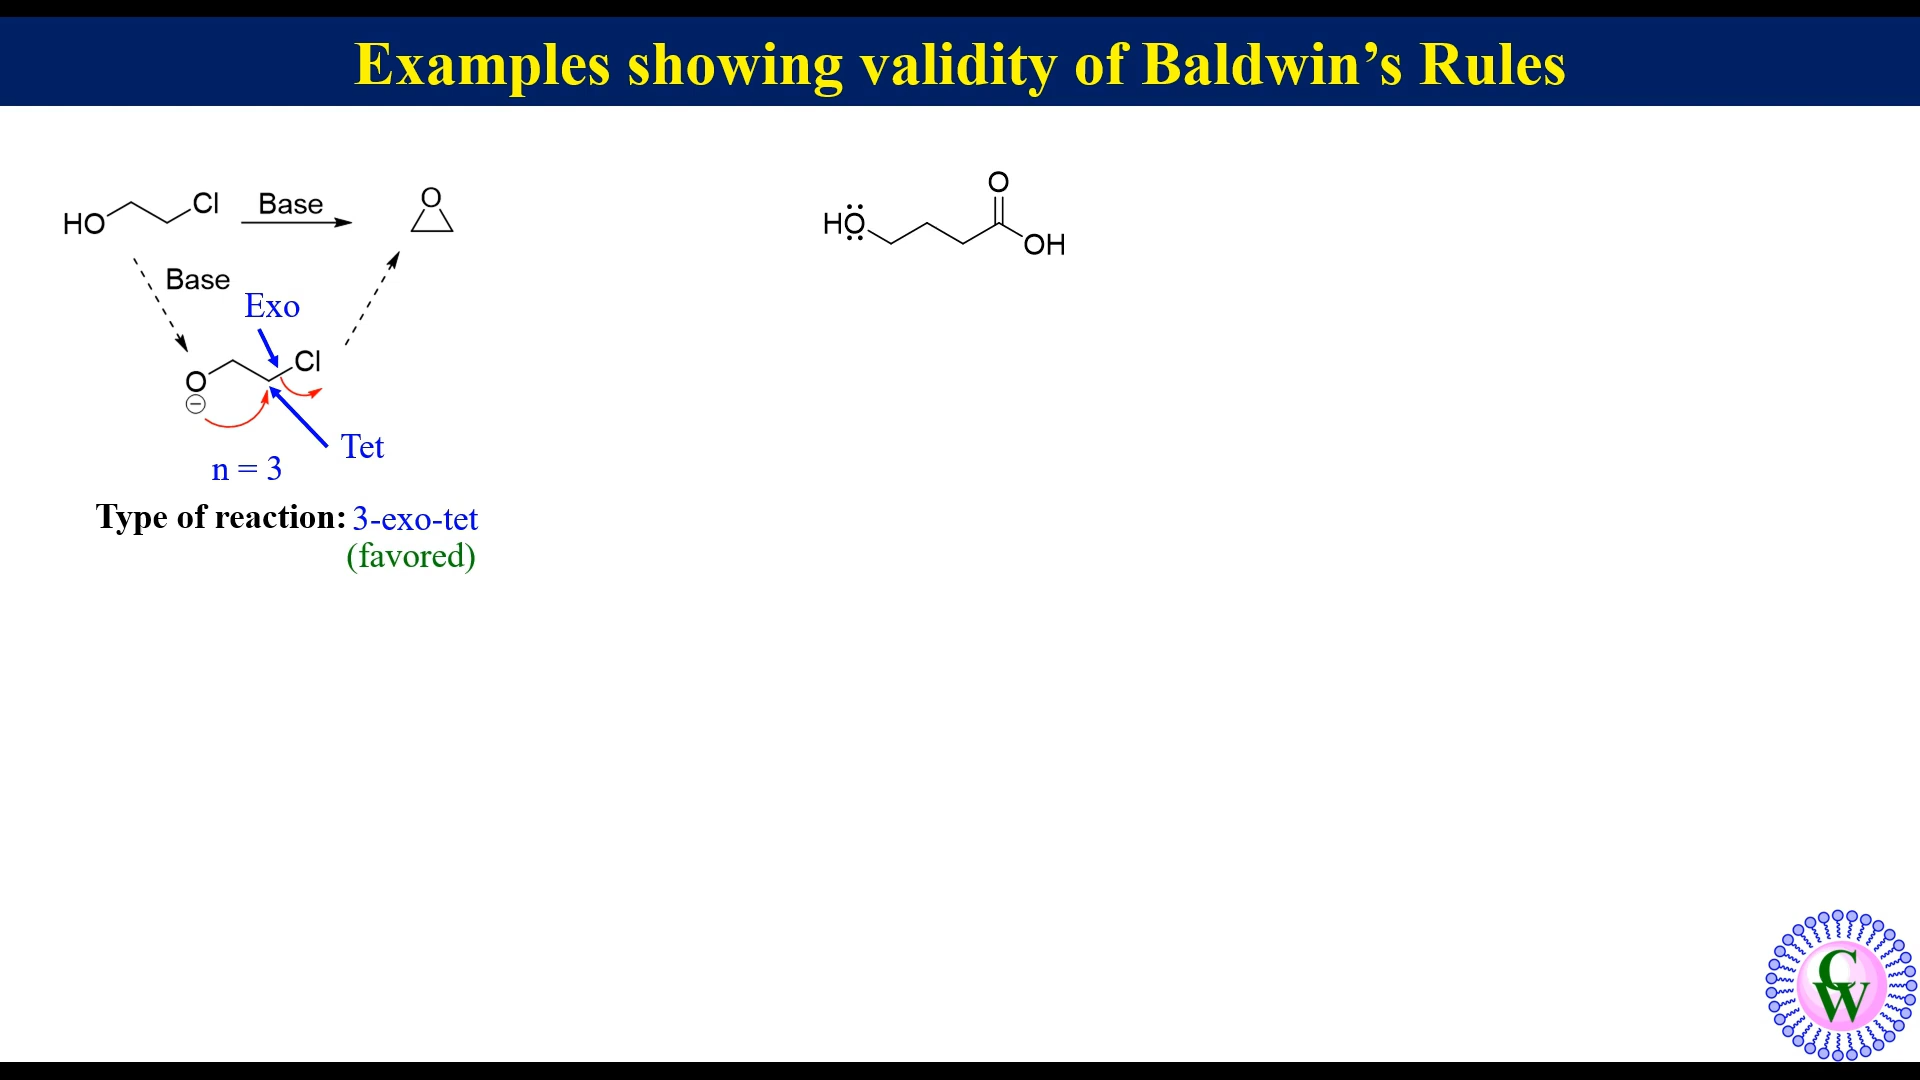 Examples showing validity of Baldwin’s Rules
HO Cl Base O
Base
Exo
O Cl
⊖
Tet
n = 3
Type of reaction: 3-exo-tet
(favored)
O
HO OH
CW